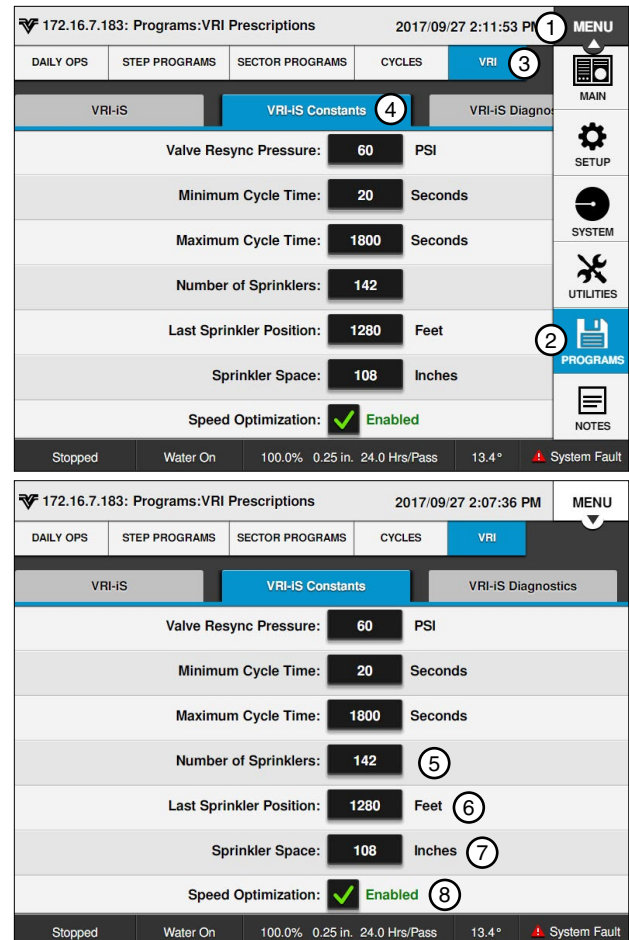 172.16.7.183: Programs:VRI Prescriptions 2017/09/27 2:11:53 PM 1 MENU
DAILY OPS STEP PROGRAMS SECTOR PROGRAMS CYCLES VRI 3
MAIN
VRI-iS VRI-IS Constants 4 VRI-iS Diagnos
Valve Resync Pressure: 60 PSI
SETUP
Minimum Cycle Time: 20 Seconds
SYSTEM
Maximum Cycle Time: 1800 Seconds
Number of Sprinklers: 142
UTILITIES
Last Sprinkler Position: 1280 Feet
2
PROGRAMS
Sprinkler Space: 108 Inches
Speed Optimization: Enabled
NOTES
Stopped Water On 100.0% 0.25 in. 24.0 Hrs/Pass 13.4° System Fault
172.16.7.183: Programs:VRI Prescriptions 2017/09/27 2:07:36 PM MENU
DAILY OPS STEP PROGRAMS SECTOR PROGRAMS CYCLES VRI
VRI-iS VRI-IS Constants VRI-iS Diagnostics
Valve Resync Pressure: 60 PSI
Minimum Cycle Time: 20 Seconds
Maximum Cycle Time: 1800 Seconds
Number of Sprinklers: 142 5
Last Sprinkler Position: 1280 Feet 6
Sprinkler Space: 108 Inches 7
Speed Optimization: Enabled 8
Stopped Water On 100.0% 0.25 in. 24.0 Hrs/Pass 13.4° System Fault